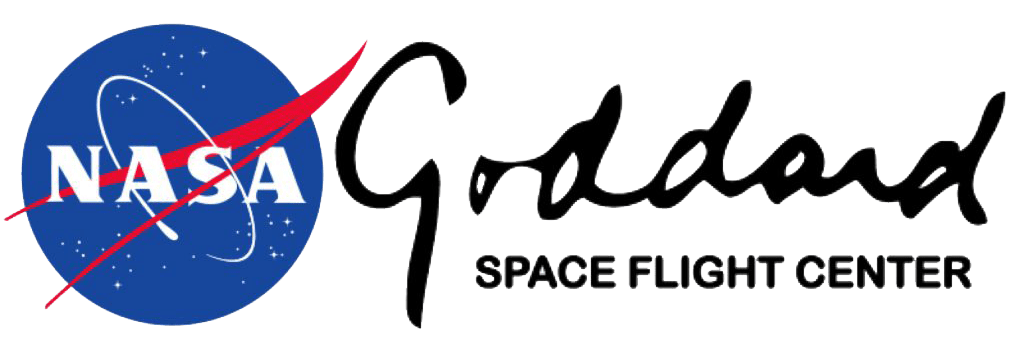 NASA
Goddard
SPACE FLIGHT CENTER